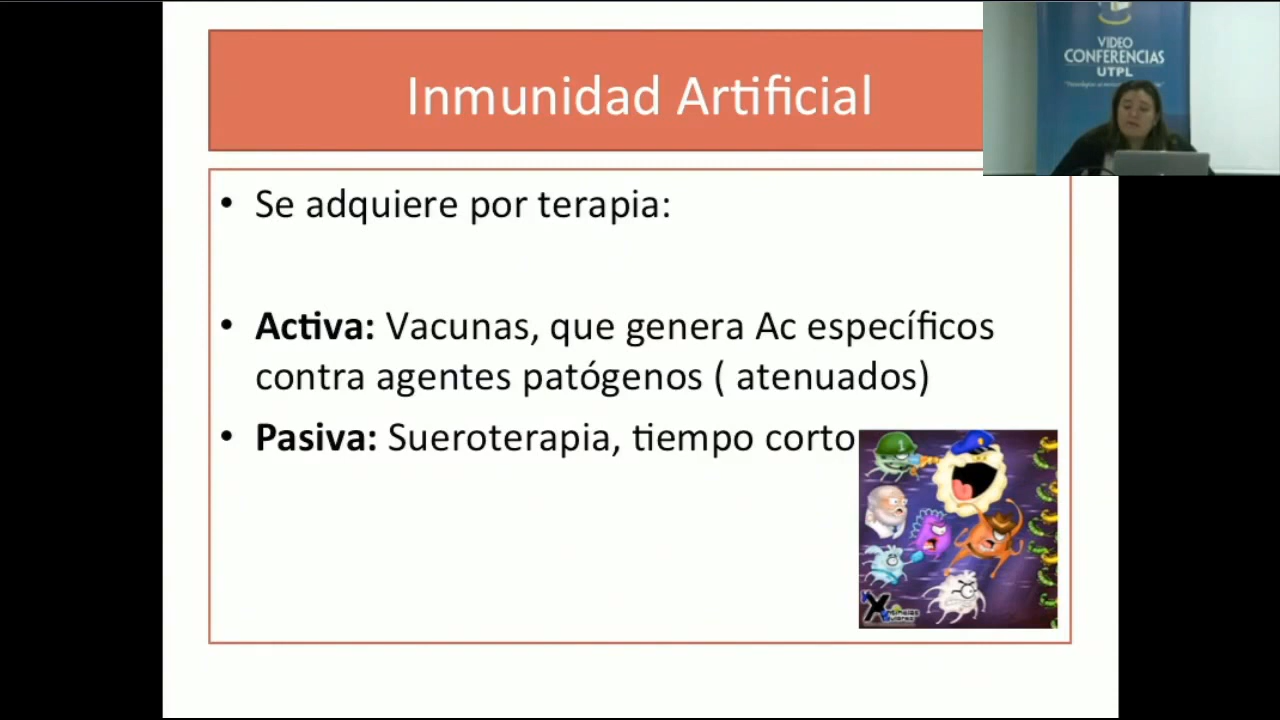 Inmunidad Artificial
VIDEO
CONFERENCIAS
UTPL
• Se adquiere por terapia:
• Activa: Vacunas, que genera Ac específicos
contra agentes patógenos ( atenuados)
• Pasiva: Sueroterapia, tiempo corto